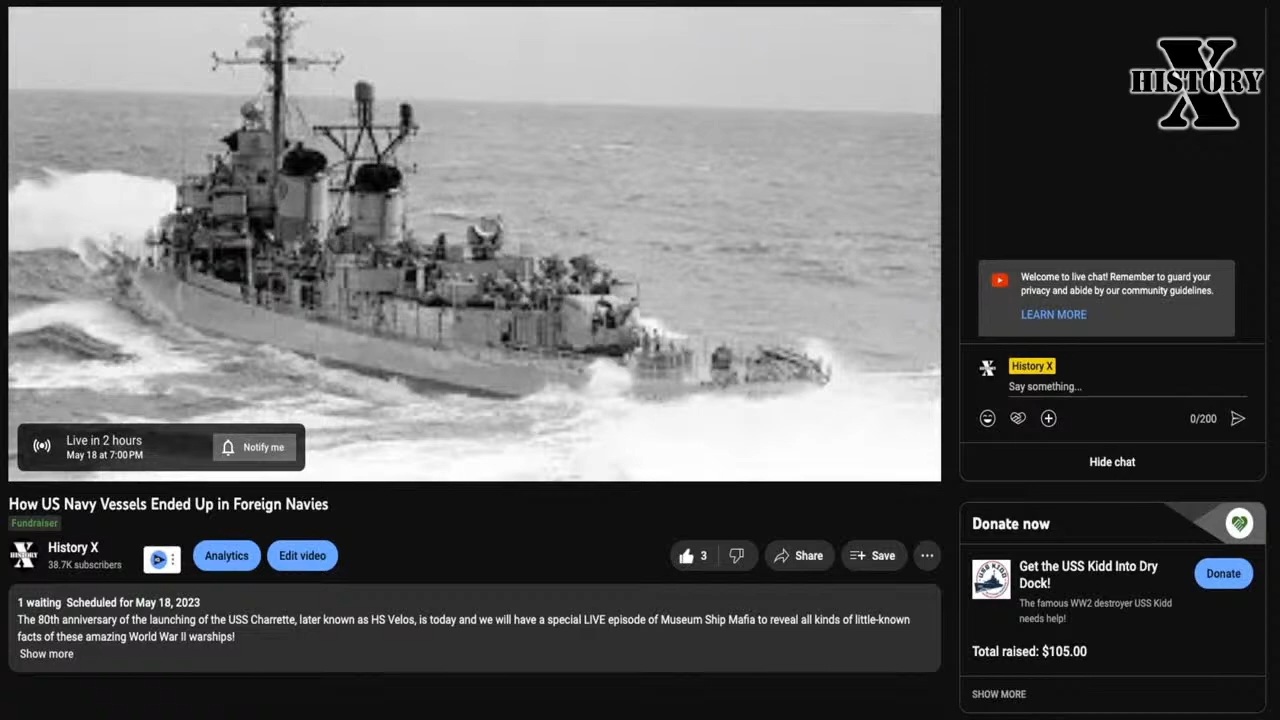 HISTORY
X
Welcome to live chat! Remember to guard your
privacy and abide by our community guidelines.
LEARN MORE
X
History X
Say something...
0/200
Hide chat
Live in 2 hours
May 18 at 7:00 PM
Notify me
How US Navy Vessels Ended Up in Foreign Navies
Fundraiser
HISTORY
X
History X
38.7K subscribers
Analytics
Edit video
3
Share
Save
1 waiting Scheduled for May 18, 2023
The 80th anniversary of the launching of the USS Charrette, later known as HS Velos, is today and we will have a special LIVE episode of Museum Ship Mafia to reveal all kinds of little-known
facts of these amazing World War II warships!
Show more
Donate now
USS KIDD
Get the USS Kidd Into Dry
Dock!
The famous WW2 destroyer USS Kidd
needs help!
Donate
Total raised: $105.00
SHOW MORE